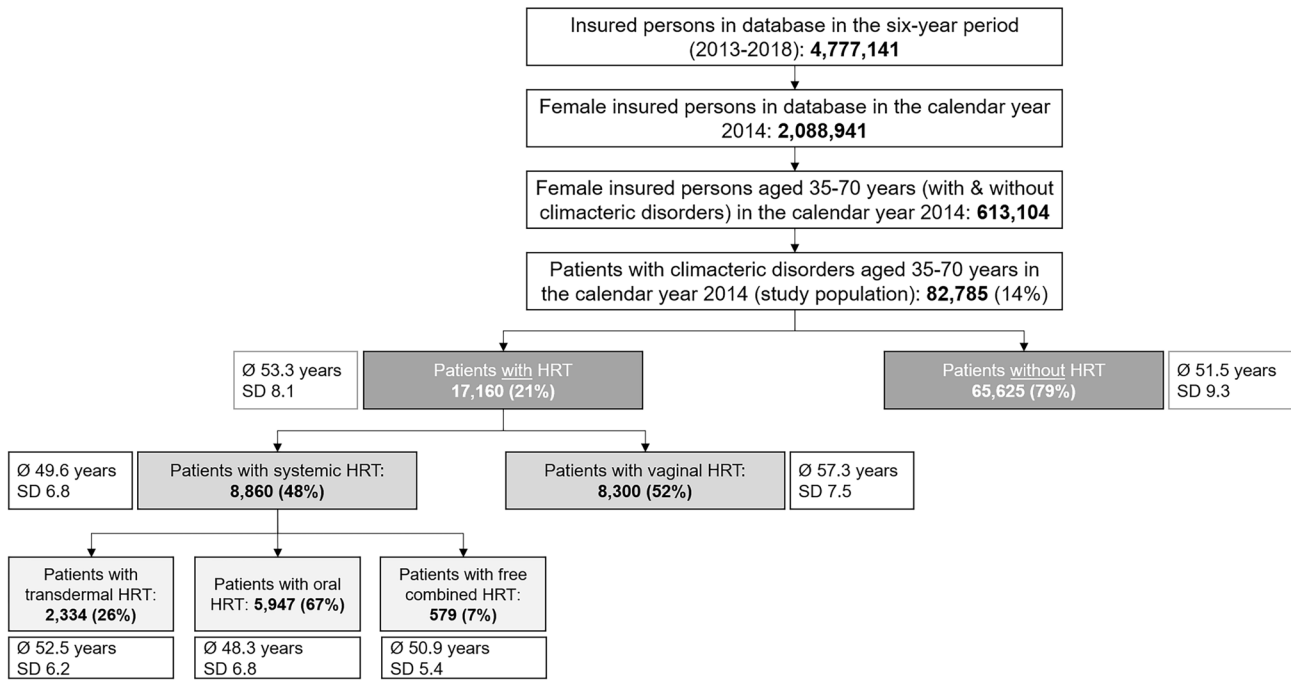 Insured persons in database in the six-year period
(2013-2018): 4,777,141
Female insured persons in database in the calendar year
2014: 2,088,941
Female insured persons aged 35-70 years (with & without
climacteric disorders) in the calendar year 2014: 613,104
Patients with climacteric disorders aged 35-70 years in
the calendar year 2014 (study population): 82,785 (14%)
Ø 53.3 years
SD 8.1
Patients with HRT
17,160 (21%)
Patients without HRT
65,625 (79%)
Ø 51.5 years
SD 9.3
Ø 49.6 years
SD 6.8
Patients with systemic HRT:
8,860 (48%)
Patients with vaginal HRT:
8,300 (52%)
Ø 57.3 years
SD 7.5
Patients with
transdermal HRT:
2,334 (26%)
Patients with oral
HRT: 5,947 (67%)
Patients with free
combined HRT:
579 (7%)
Ø 52.5 years
SD 6.2
Ø 48.3 years
SD 6.8
Ø 50.9 years
SD 5.4